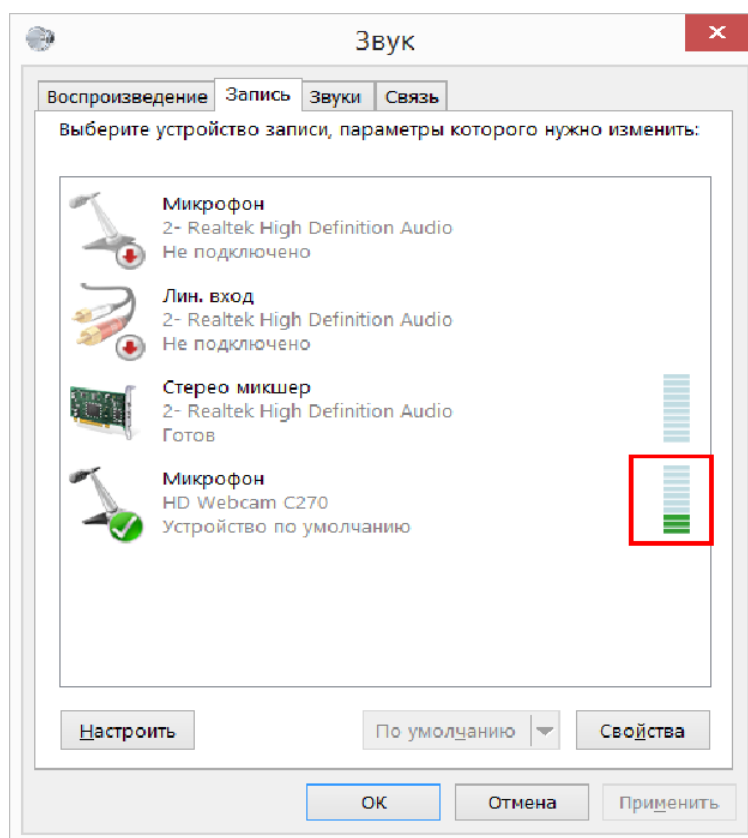 Звук
Воспроизведение Запись Звуки Связь
Выберите устройство записи, параметры которого нужно изменить:
Микрофон
2- Realtek High Definition Audio
Не подключено
Лин. вход
2- Realtek High Definition Audio
Не подключено
Стерео микшер
2- Realtek High Definition Audio
Готов
Микрофон
HD Webcam C270
Устройство по умолчанию
Настроить По умолчанию Свойства
ОК Отмена Применить